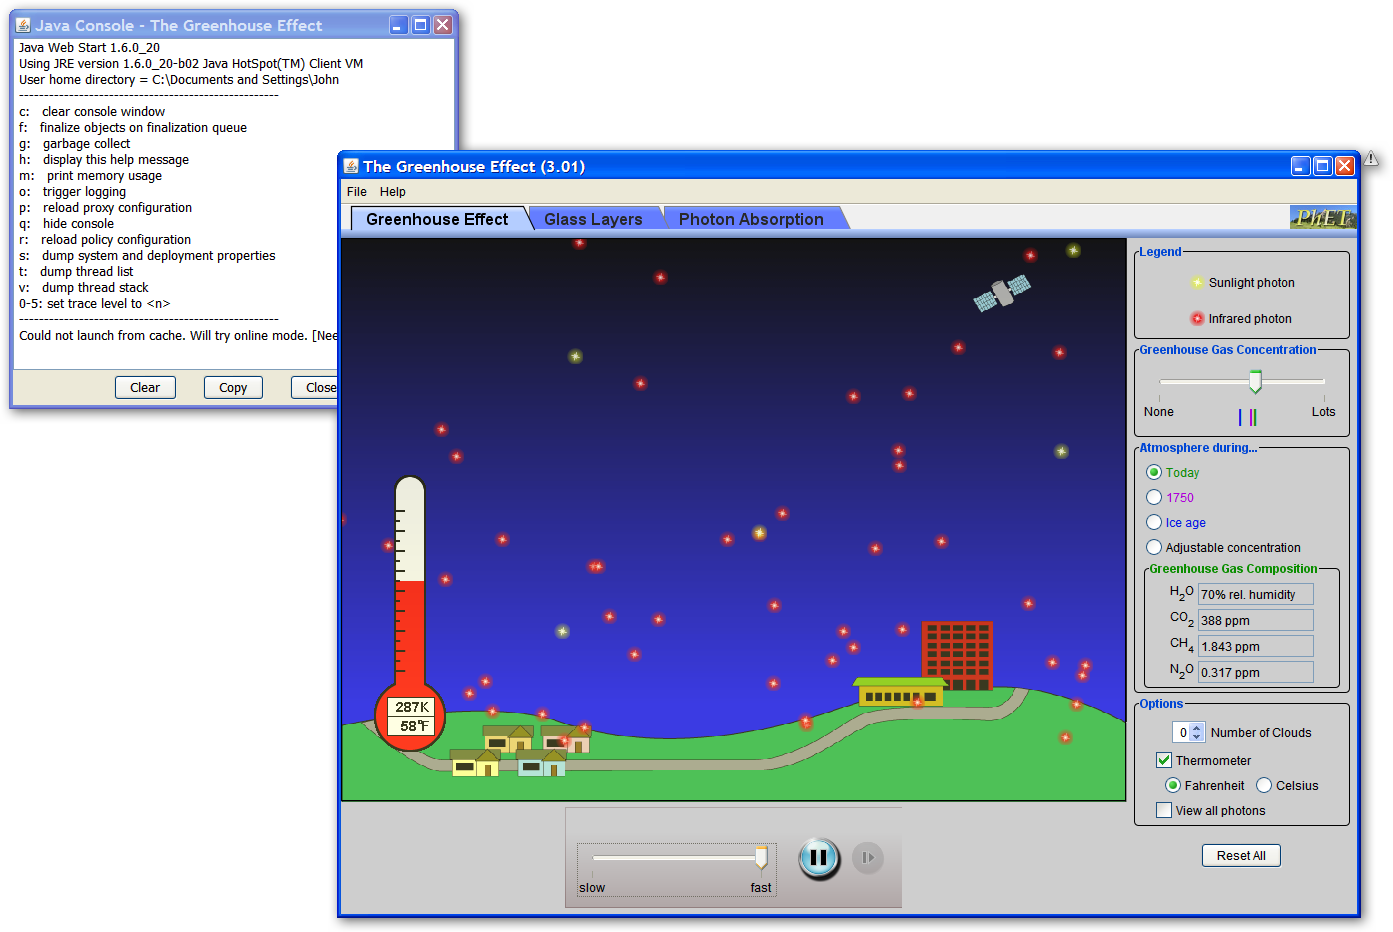 Java Console - The Greenhouse Effect
Java Web Start 1.6.0_20
Using JRE version 1.6.0_20-b02 Java HotSpot(TM) Client VM
User home directory = C:\Documents and Settings\John
----------------------------------------------------
c:   clear console window
f:   finalize objects on finalization queue
g:   garbage collect
h:   display this help message
m:   print memory usage
o:   trigger logging
p:   reload proxy configuration
q:   hide console
r:   reload policy configuration
s:   dump system and deployment properties
t:   dump thread list
v:   dump thread stack
0-5: set trace level to <n>
----------------------------------------------------
Could not launch from cache. Will try online mode. [Nee
Clear Copy Close
The Greenhouse Effect (3.01)
File Help
Greenhouse Effect Glass Layers Photon Absorption
PhET
287K
58°F
slow fast
Legend
Sunlight photon
Infrared photon
Greenhouse Gas Concentration
None Lots
Atmosphere during...
Today
1750
Ice age
Adjustable concentration
Greenhouse Gas Composition
H2O 70% rel. humidity
CO2 388 ppm
CH4 1.843 ppm
N2O 0.317 ppm
Options
0 Number of Clouds
Thermometer
Fahrenheit Celsius
View all photons
Reset All